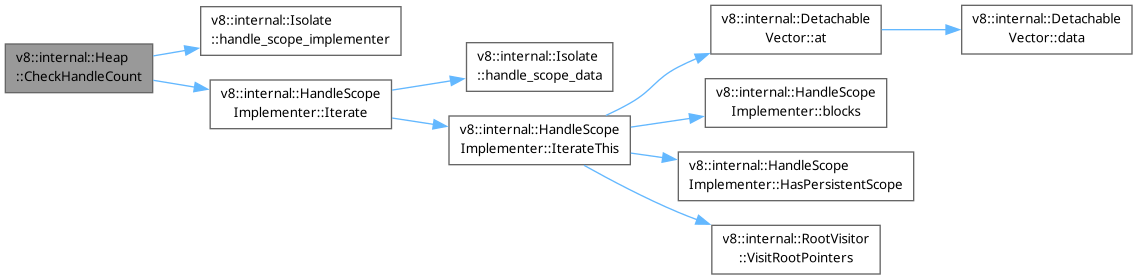 v8::internal::Heap
::CheckHandleCount
v8::internal::Isolate
::handle_scope_implementer
v8::internal::HandleScope
Implementer::Iterate
v8::internal::Isolate
::handle_scope_data
v8::internal::HandleScope
Implementer::IterateThis
v8::internal::Detachable
Vector::at
v8::internal::Detachable
Vector::data
v8::internal::HandleScope
Implementer::blocks
v8::internal::HandleScope
Implementer::HasPersistentScope
v8::internal::RootVisitor
::VisitRootPointers